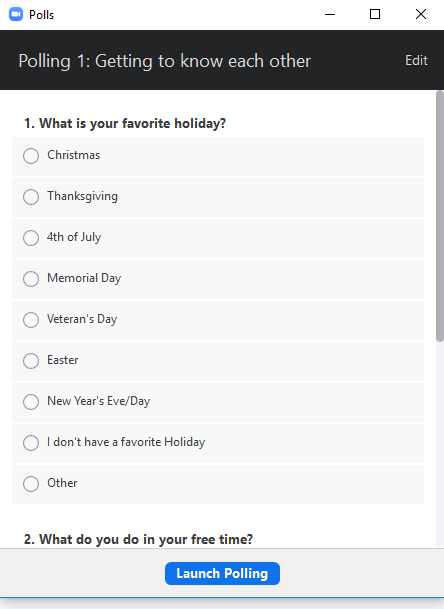 Polls
Polling 1: Getting to know each other
Edit
1. What is your favorite holiday?
Christmas
Thanksgiving
4th of July
Memorial Day
Veteran's Day
Easter
New Year's Eve/Day
I don't have a favorite Holiday
Other
2. What do you do in your free time?
Launch Polling